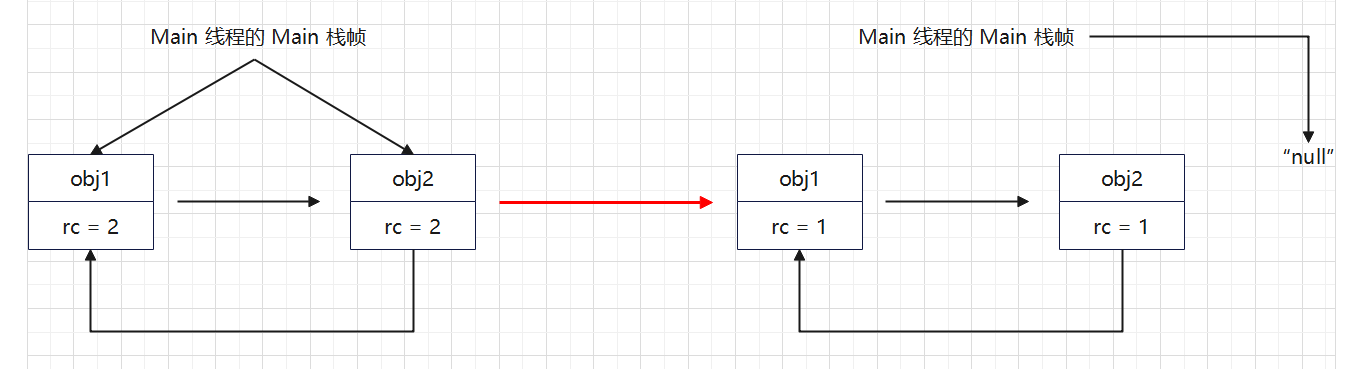 Main 线程的 Main 栈帧
Main 线程的 Main 栈帧
“null”
obj1
obj2
obj1
obj2
rc = 2
rc = 2
rc = 1
rc = 1